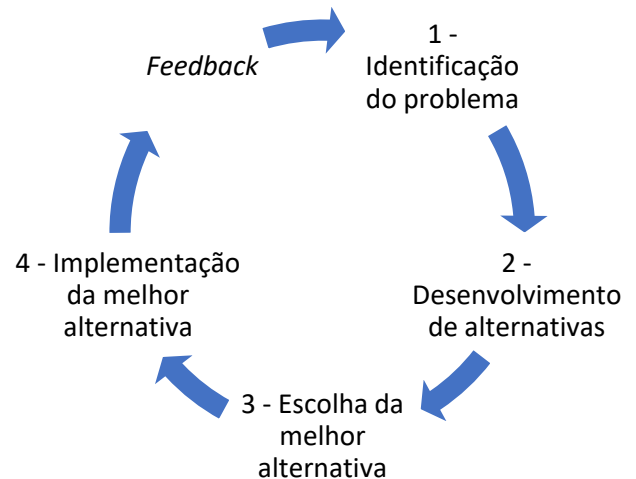 Feedback
1 -
Identificação
do problema
2 -
Desenvolvimento
de alternativas
3 - Escolha da
melhor
alternativa
4 - Implementação
da melhor
alternativa